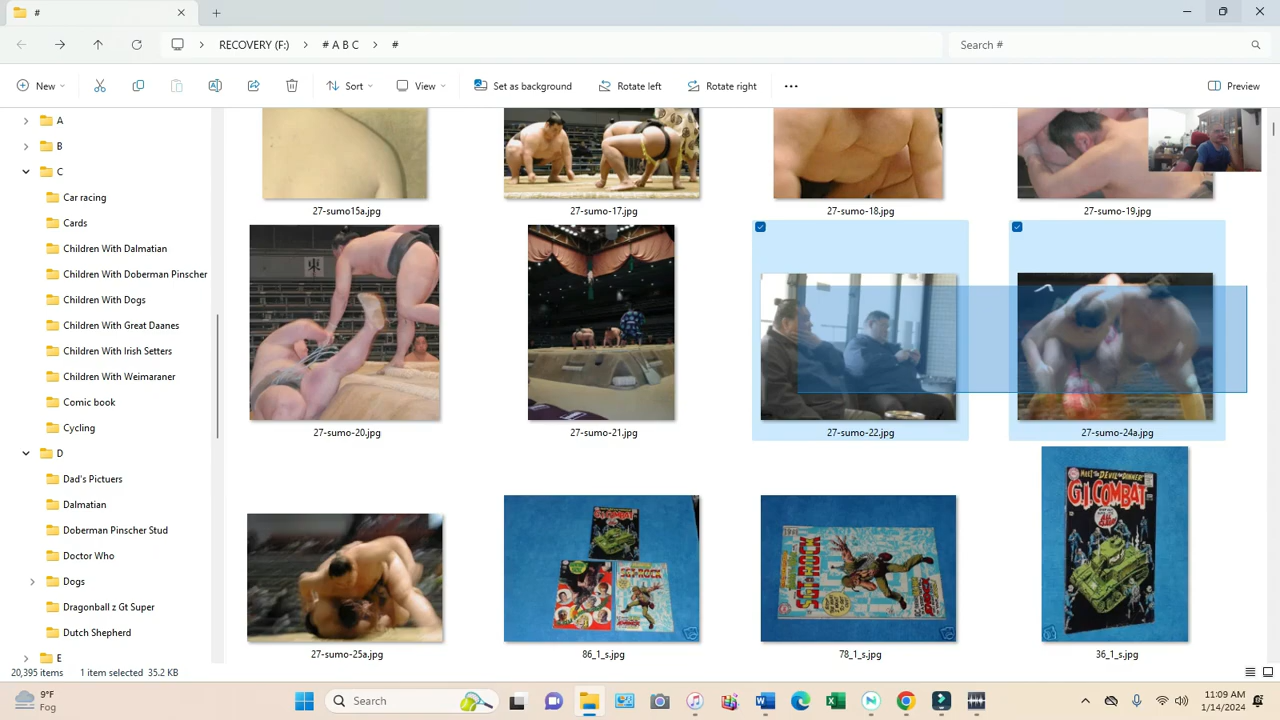 #
RECOVERY (F:) # A B C #
Search #
New
Sort
View
Set as background
Rotate left
Rotate right
Preview
A
B
C
Car racing
Cards
Children With Dalmatian
Children With Doberman Pinscher
Children With Dogs
Children With Great Daanes
Children With Irish Setters
Children With Weimaraner
Comic book
Cycling
D
Dad's Pictuers
Dalmatian
Doberman Pinscher Stud
Doctor Who
Dogs
Dragonball z Gt Super
Dutch Shepherd
E
27-sumo15a.jpg
27-sumo-17.jpg
27-sumo-18.jpg
27-sumo-19.jpg
東
27-sumo-20.jpg
27-sumo-21.jpg
27-sumo-22.jpg
27-sumo-24a.jpg
G.I. COMBAT
SGT. ROCK
27-sumo-25a.jpg
86_1_s.jpg
78_1_s.jpg
36_1_s.jpg
20,395 items 1 item selected 35.2 KB
9°F
Fog
Search
11:09 AM
1/14/2024